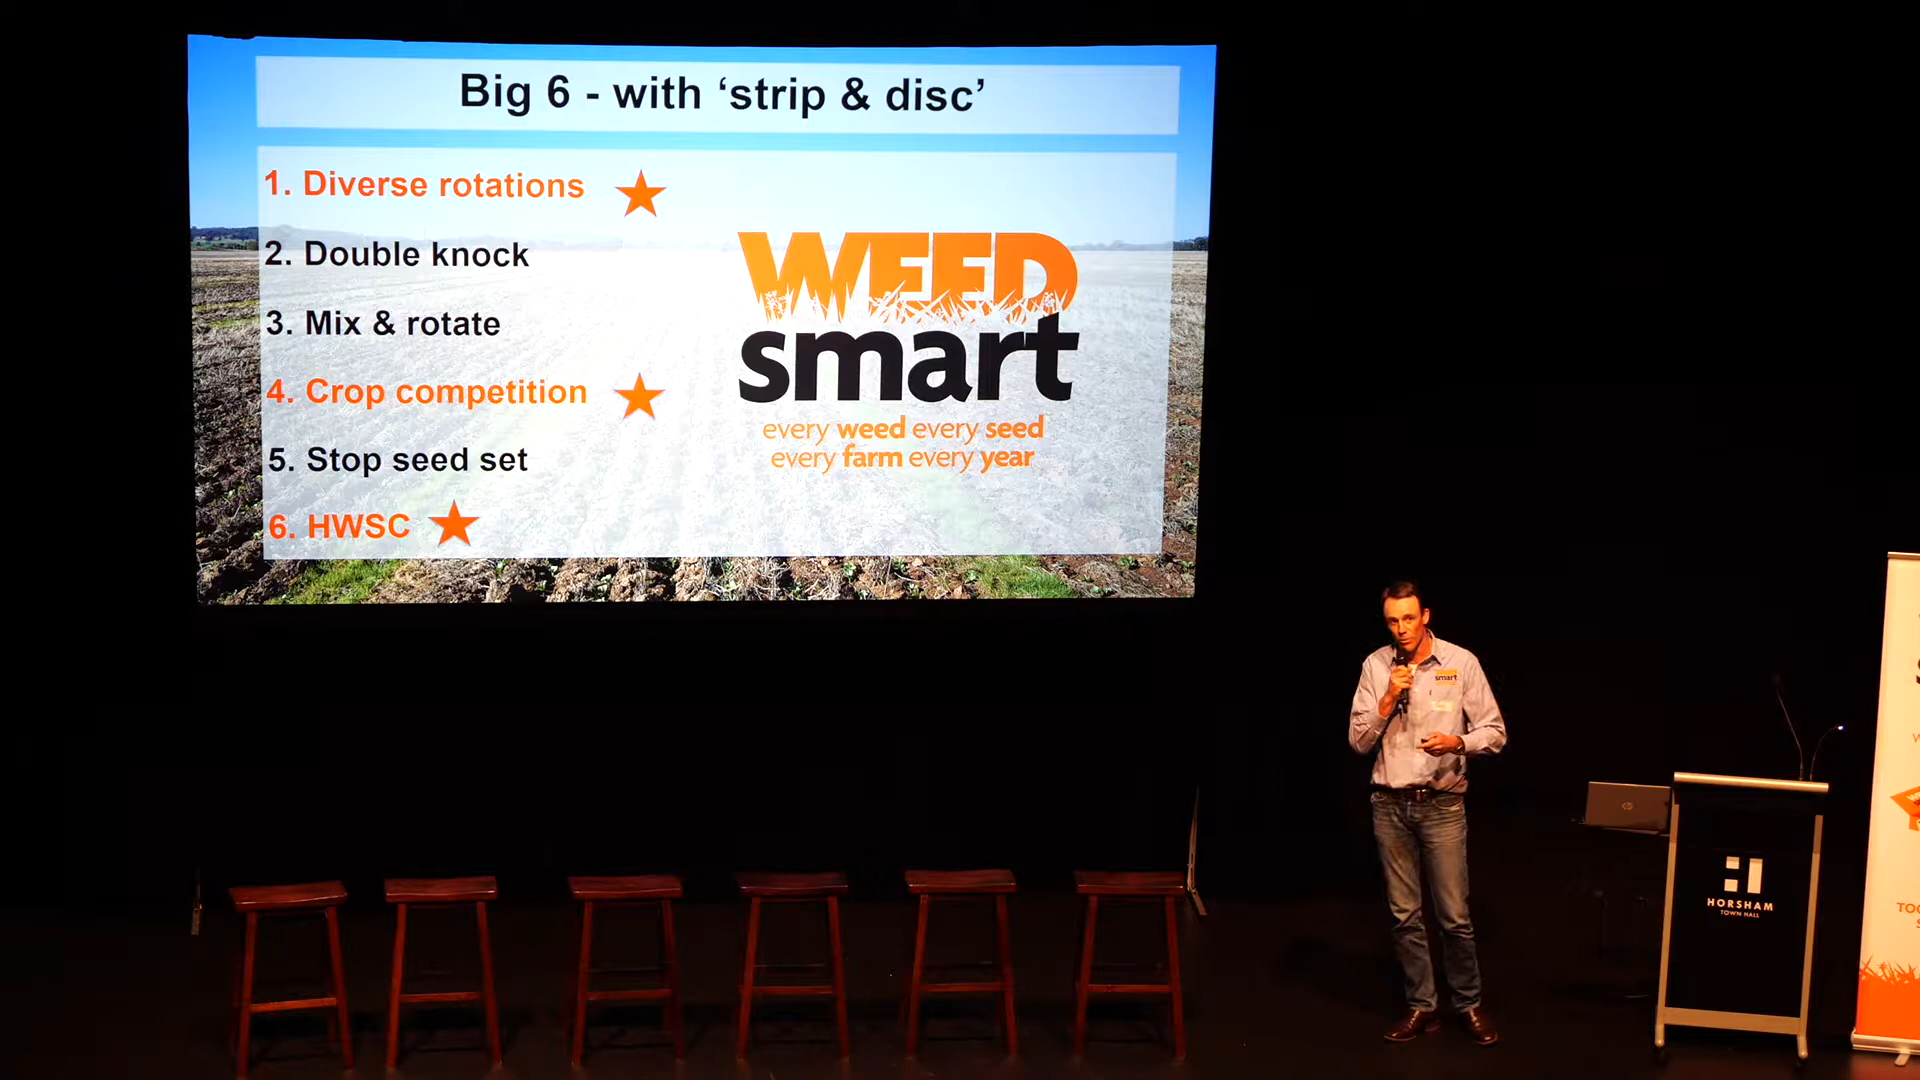 Big 6 - with ‘strip & disc’
1. Diverse rotations
2. Double knock
3. Mix & rotate
4. Crop competition
5. Stop seed set
6. HWSC
WEED
smart
every weed every seed
every farm every year
smart
hp
HORSHAM
TOWN HALL